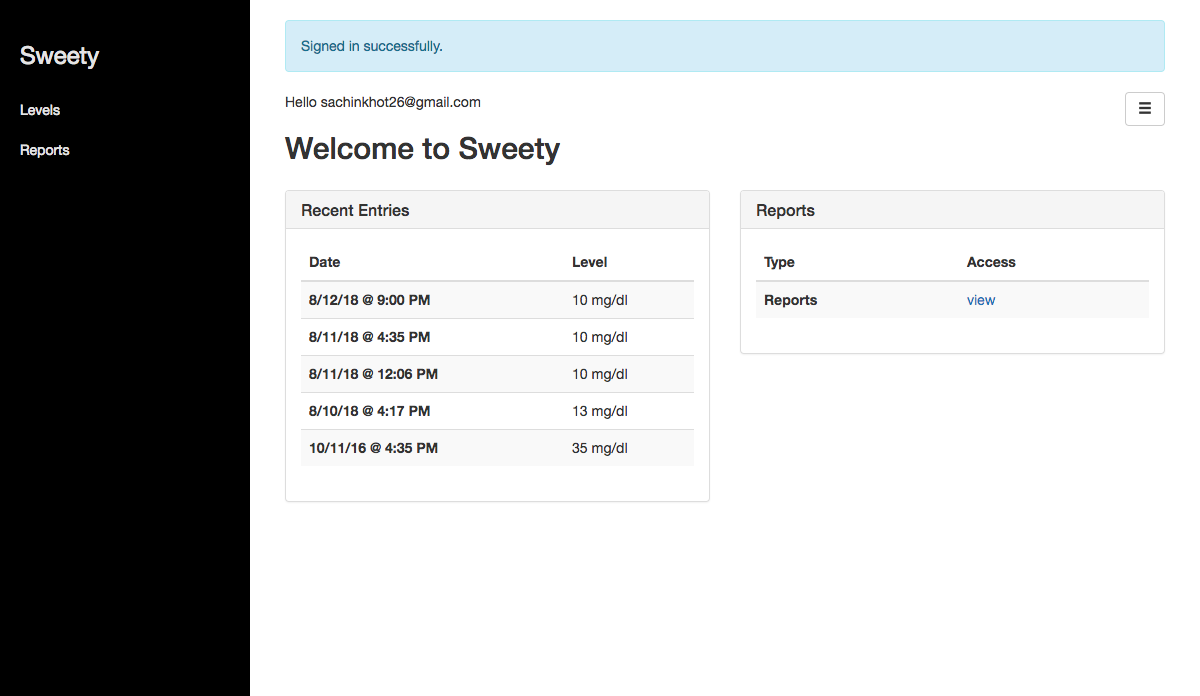 Sweety
Levels
Reports
Signed in successfully.
Hello sachinkhot26@gmail.com
Welcome to Sweety
Recent Entries
Date Level
8/12/18 @ 9:00 PM 10 mg/dl
8/11/18 @ 4:35 PM 10 mg/dl
8/11/18 @ 12:06 PM 10 mg/dl
8/10/18 @ 4:17 PM 13 mg/dl
10/11/16 @ 4:35 PM 35 mg/dl
Reports
Type Access
Reports view